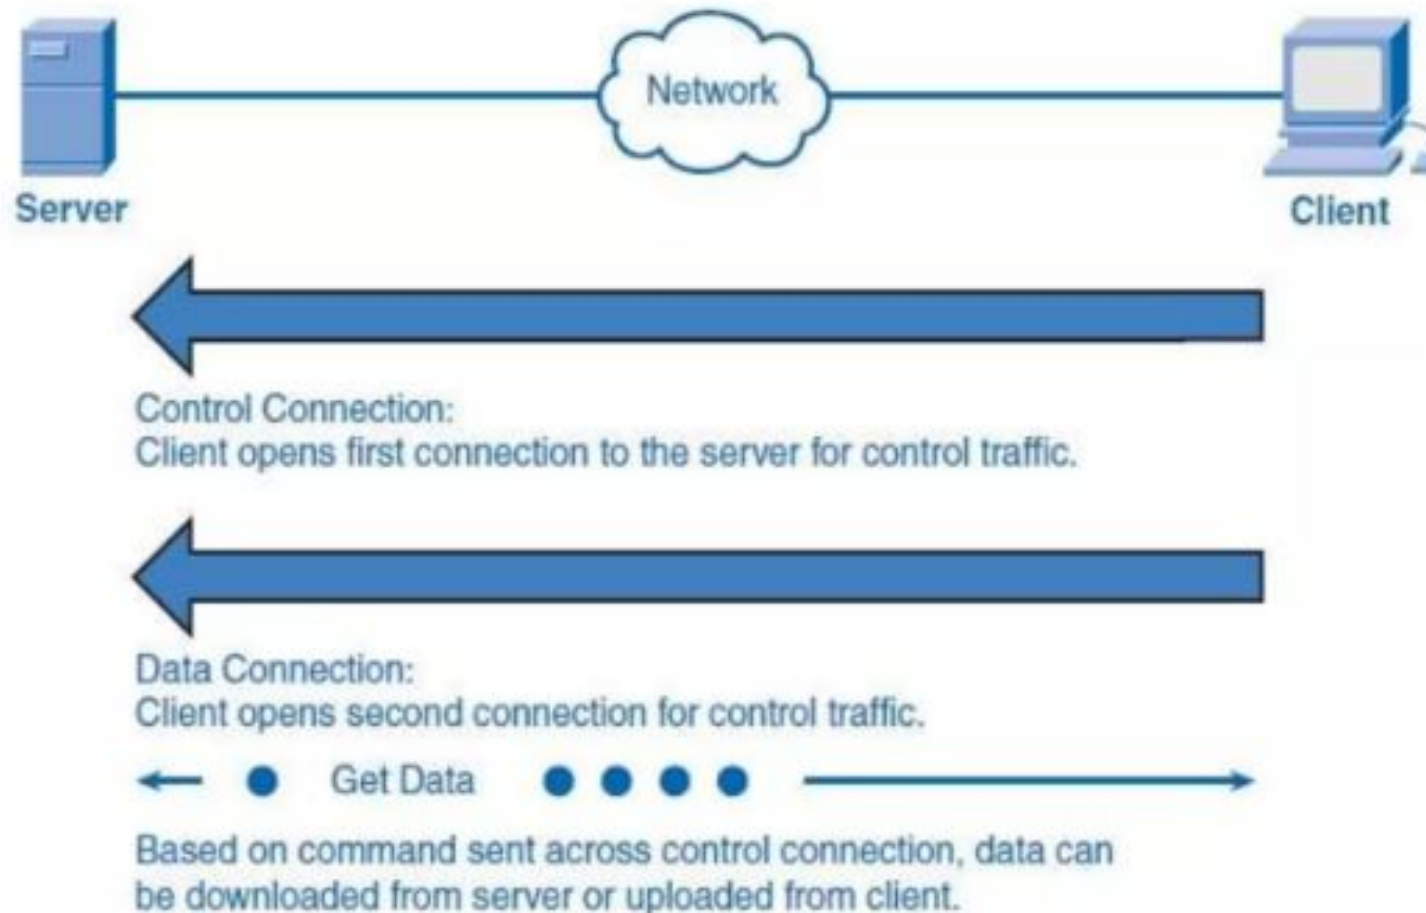 Network
Server
Client
Control Connection:
Client opens first connection to the server for control traffic.
Data Connection:
Client opens second connection for control traffic.
Get Data
Based on command sent across control connection, data can
be downloaded from server or uploaded from client.